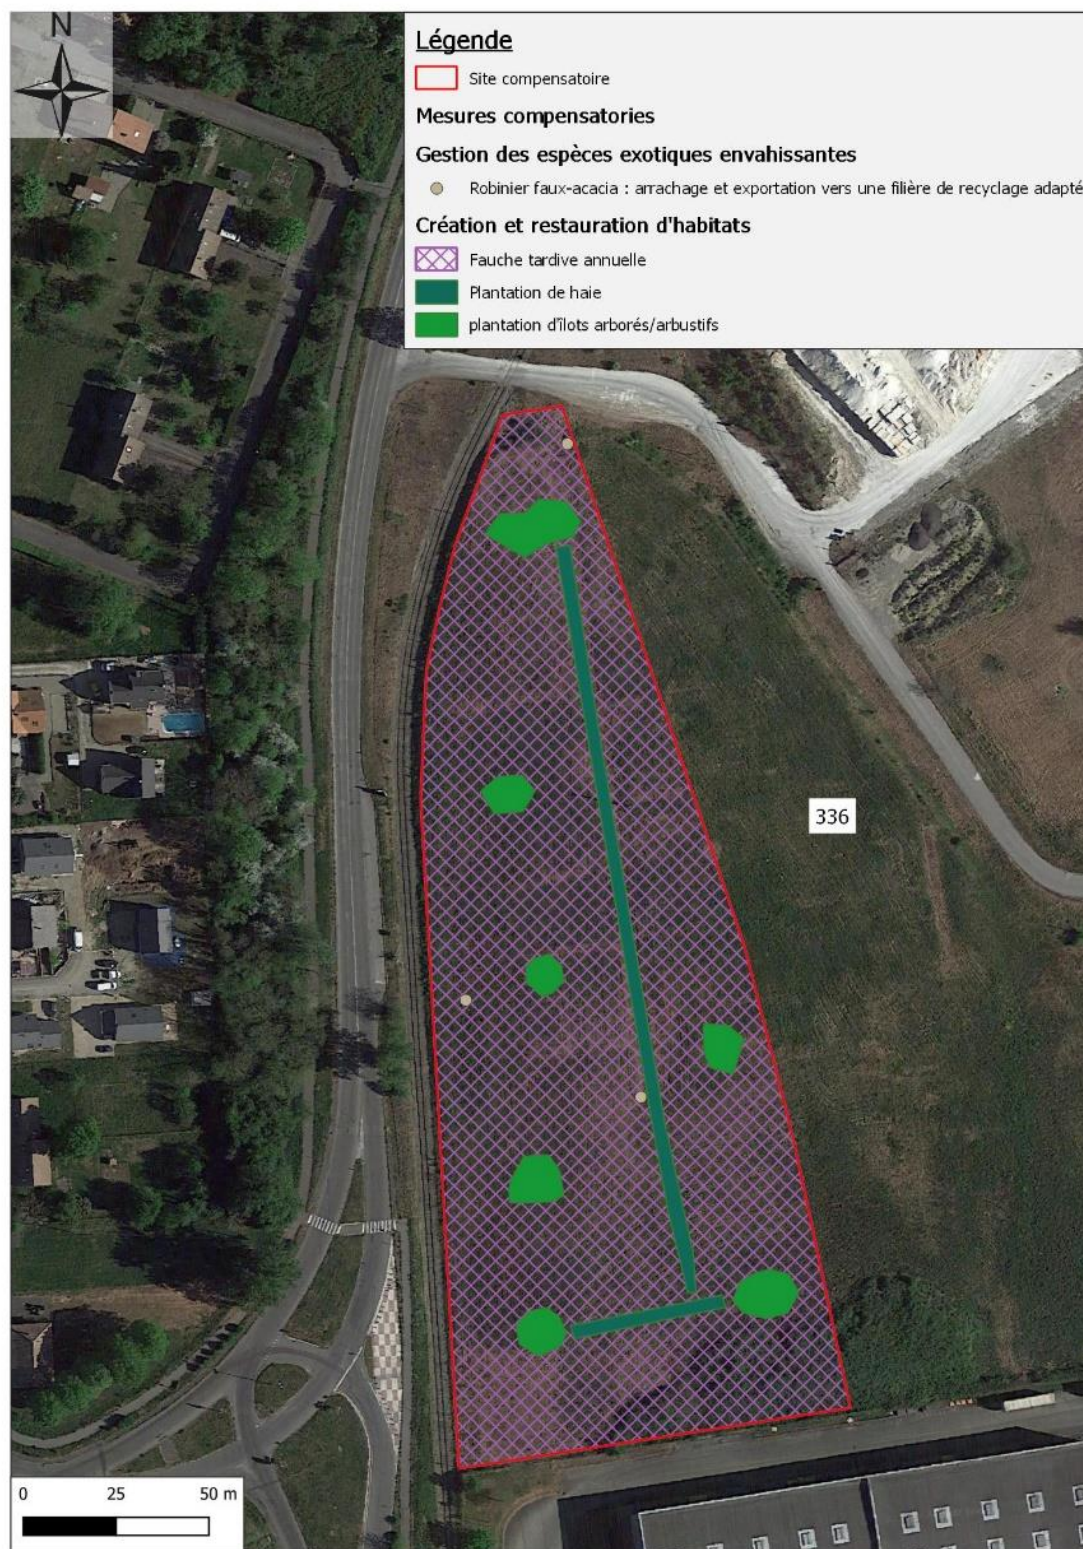 N
Légende
Site compensatoire
Mesures compensatories
Gestion des espèces exotiques envahissantes
Robinier faux-acacia : arrachage et exportation vers une filière de recyclage adapté
Création et restauration d'habitats
Fauche tardive annuelle
Plantation de haie
plantation d'îlots arborés/arbustifs
336
0 25 50 m